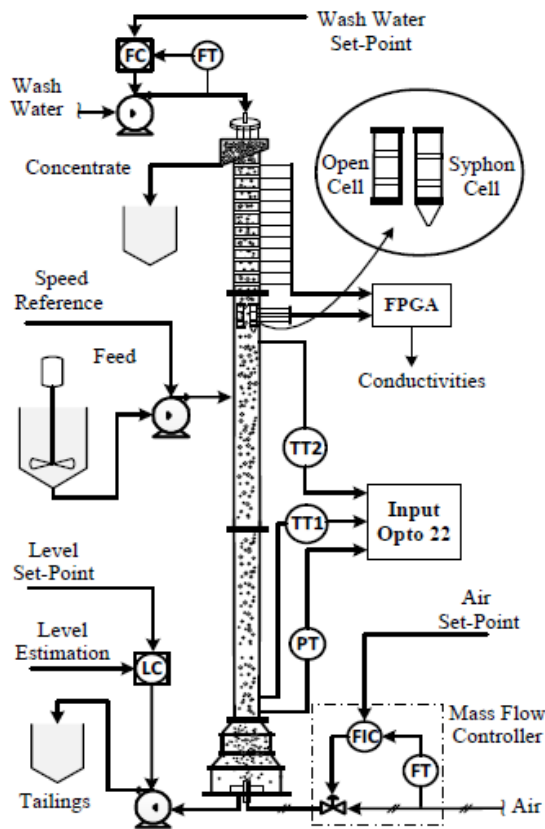 Wash Water
Set-Point
FC
FT
Wash
Water
Concentrate
Open
Cell
Syphon
Cell
Speed
Reference
FPGA
Feed
Conductivities
TT2
Input
Opto 22
TT1
Level
Set-Point
Air
Set-Point
Level
Estimation
PT
LC
Mass Flow
Controller
FIC
FT
Tailings
Air